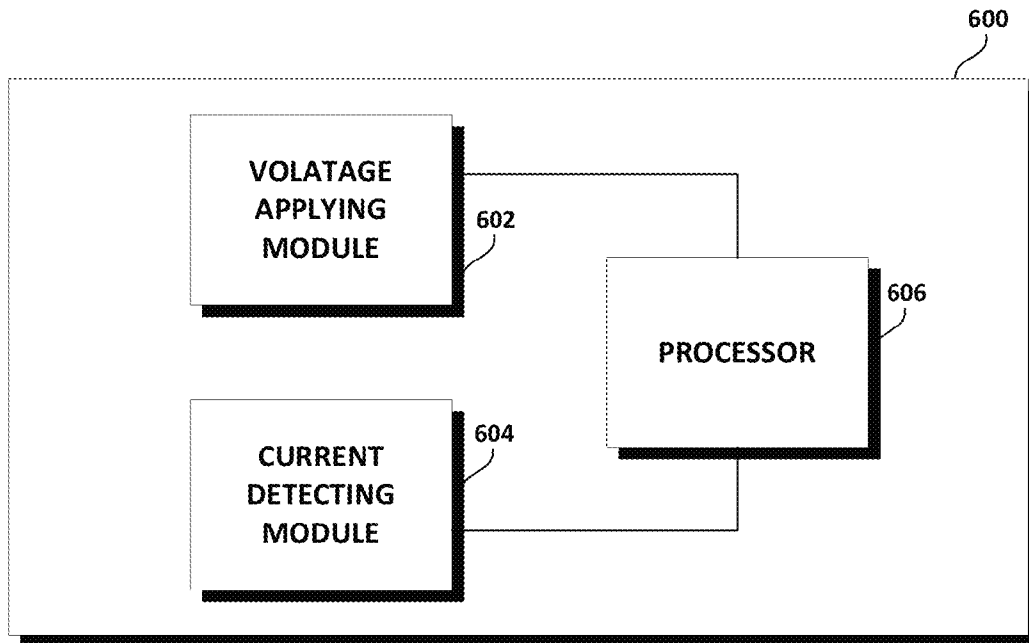 600
VOLATAGE
APPLYING
MODULE
602
606
PROCESSOR
604
CURRENT
DETECTING
MODULE